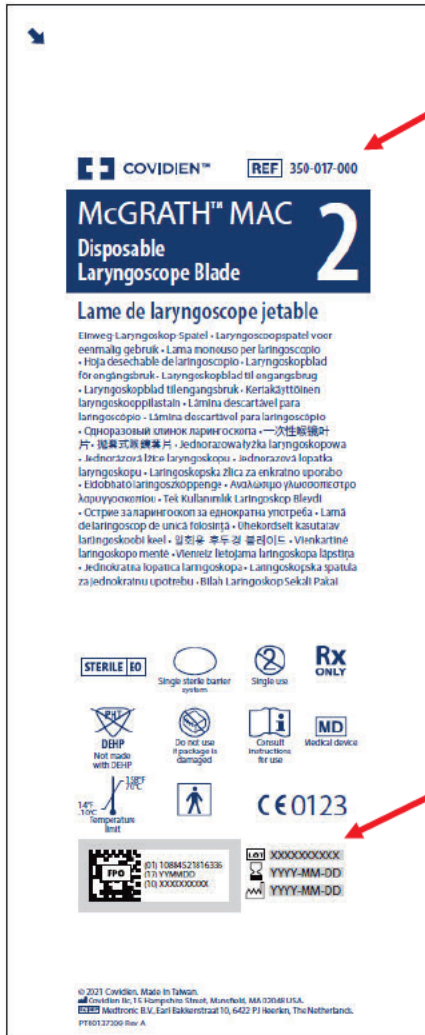 COVIDIEN™ REF 350-017-000
McGRATH™ MAC 2
Disposable
Laryngoscope Blade
Lame de laryngoscope jetable
Einweg-Laryngoskop-Spatel • Laryngoscoopspatel voor
eenmalig gebruik • Lama monouso per laringoscopio
• Hoja desechable de laringoscopio • Laryngoskopblad
för engångsbruk • Laryngoskopblad til engangsbrug
• Laryngoskopblad til engangsbruk • Kertakäyttöinen
laryngoskooppilastain • Lâmina descartável para
laringoscópio • Lâmina descartável para laringoscópio
• Одноразовый клинок ларингоскопа • 一次性喉镜叶
片 • 拋棄式喉鏡葉片 • Jednorazowa łyżka laryngoskopowa
• Jednorázová lžíce laryngoskopu • Jednorazová lopatka
laryngoskopu • Laringoskopska žlica za enkratno uporabo
• Eldobható laringoszkóppenge • Αναλώσιμο γλωσσοπίεστρο
λαρυγγοσκοπίου • Tek Kullanımlık Laringoskop Bleydi
• Острие за ларингоскоп за еднократна употреба • Lamă
de laringoscop de unică folosință • Ühekordselt kasutatav
larüngoskoobi keel • 일회용 후두경 블레이드 • Vienkartinė
laringoskopo mentė • Vienreiz lietojama laringoskopa lāpstiņa
• Jednokratna lopatica laringoskopa • Laringoskopska spatula
za jednokratnu upotrebu • Bilah Laringoskop Sekali Pakai
STERILE EO
Single sterile barrier
system
2
Single use
Rx
ONLY
PHT
DEHP
Not made
with DEHP
Do not use
if package is
damaged
Consult
instructions
for use
MD
Medical device
158°F
70°C
14°F
-10°C
Temperature
limit
CE 0123
FPO
(01) 10884521816336
(17) YYMMDD
(10) XXXXXXXXXX
LOT XXXXXXXXXX
YYYY-MM-DD
YYYY-MM-DD
© 2021 Covidien. Made in Taiwan.
Covidien llc, 15 Hampshire Street, Mansfield, MA 02048 USA.
Medtronic B.V., Earl Bakkenstraat 10, 6422 PJ Heerlen, The Netherlands.
PT00137309 Rev A